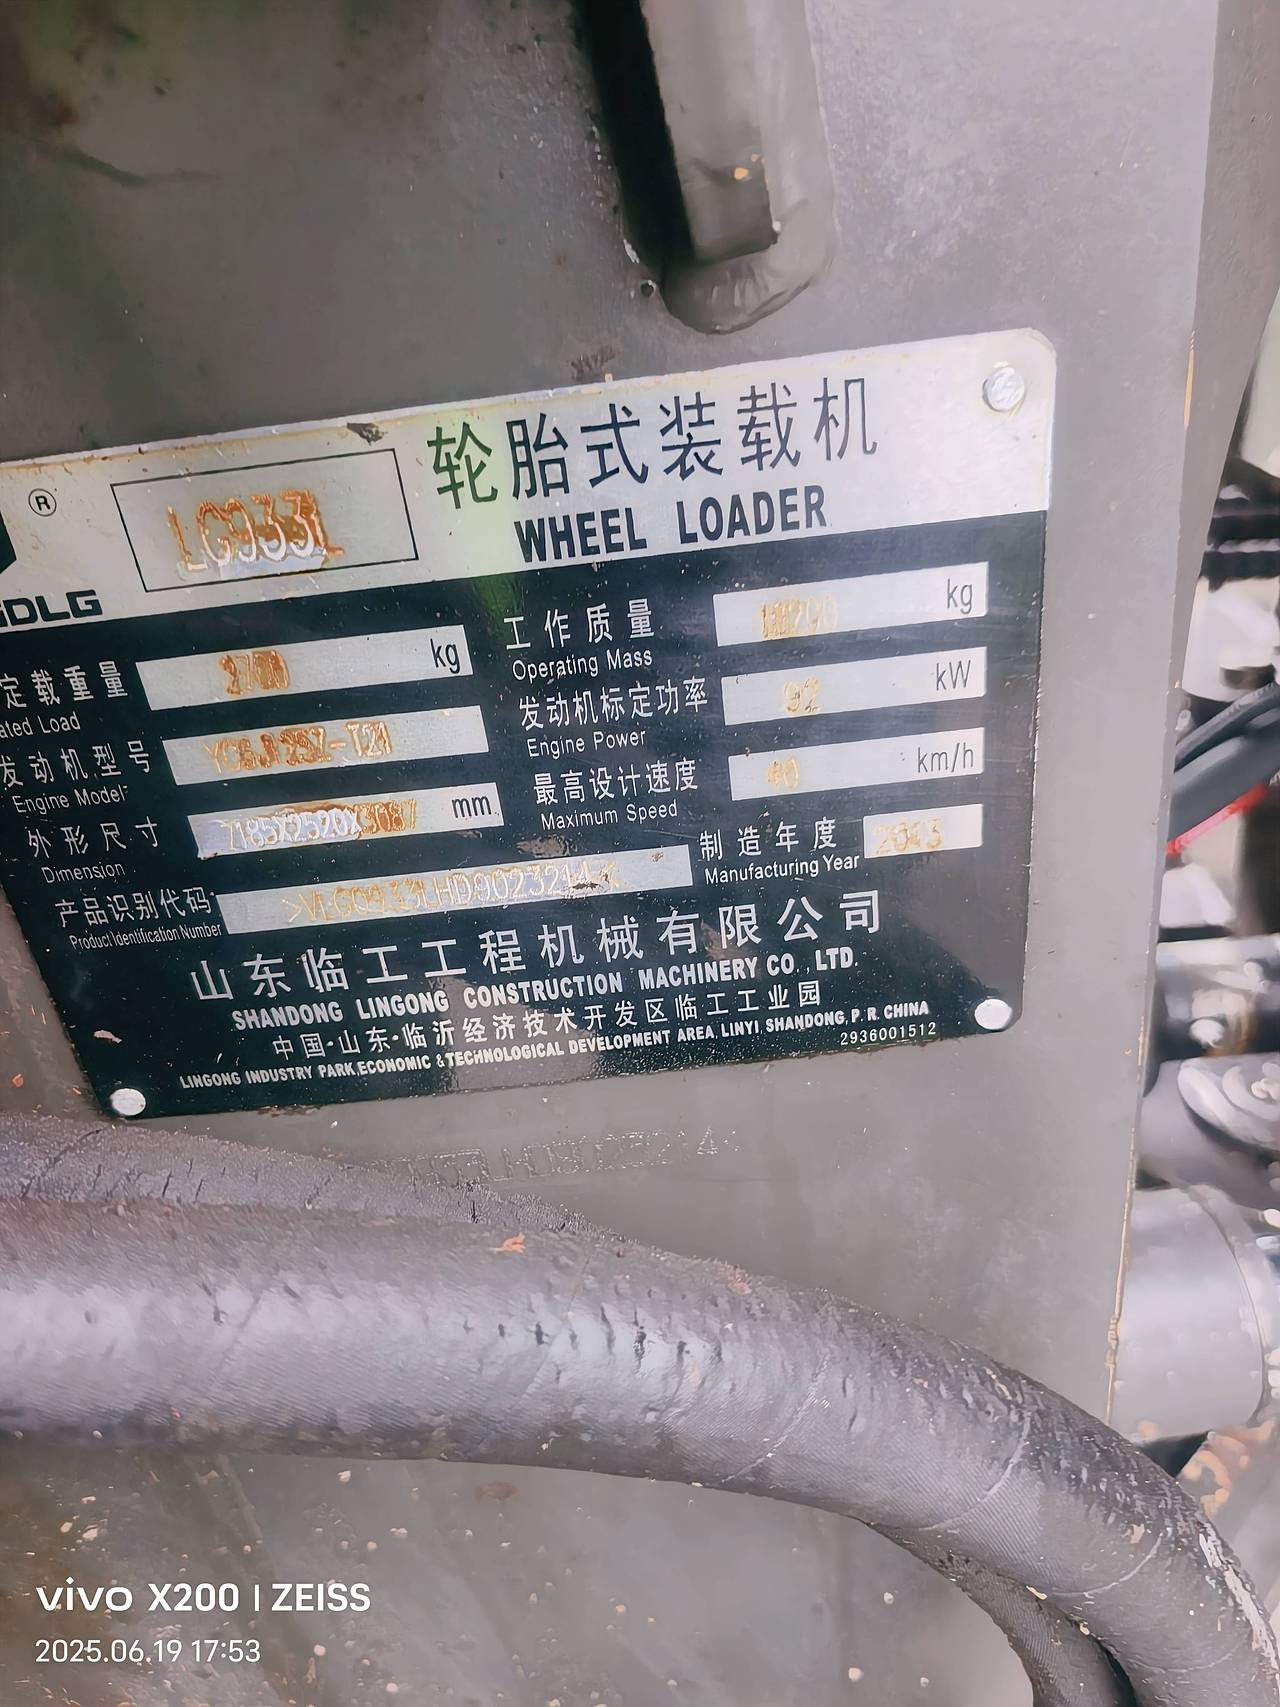 ®
LG933L
轮胎式装载机
WHEEL LOADER
SDLG
定载重量 kg
ated Load
工作质量 kg
Operating Mass
发动机型号 YC6J125Z-T21
Engine Model
发动机标定功率 92 kW
Engine Power
外形尺寸 7185X2520X3087 mm
Dimension
最高设计速度 40 km/h
Maximum Speed
产品识别代码
Product Identification Number
制造年度 2013
Manufacturing Year
山东临工工程机械有限公司
SHANDONG LINGONG CONSTRUCTION MACHINERY CO.,LTD.
中国·山东·临沂经济技术开发区临工工业园
LINGONG INDUSTRY PARK,ECONOMIC & TECHNOLOGICAL DEVELOPMENT AREA, LINYI, SHANDONG, P. R. CHINA
2936001512
vivo X200 | ZEISS
2025.06.19 17:53